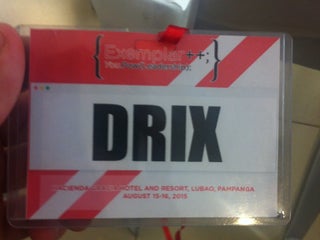 {Exemplar++;}
DRIX
HACIENDA GRACIA HOTEL AND RESORT, LUBAO, PAMPANGA
AUGUST 15-16, 2015